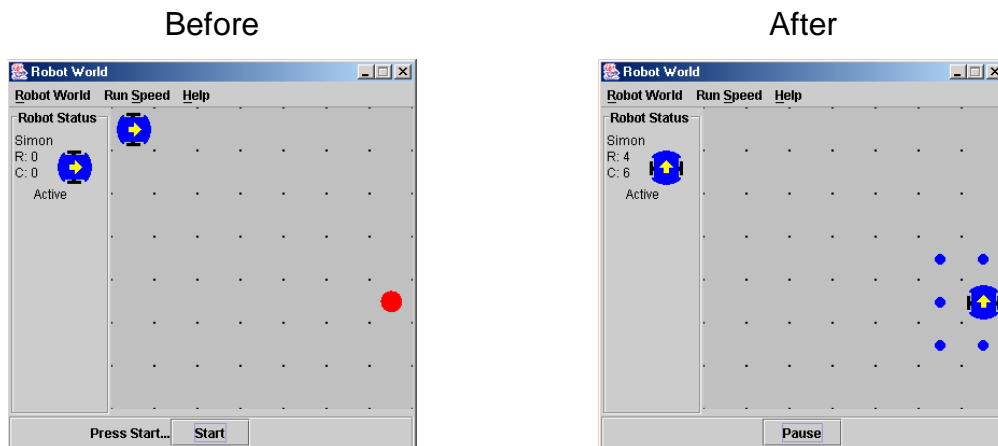 Before
After
Robot World
Robot World Run Speed Help
Robot Status
Simon
R: 0
C: 0
Active
Press Start... Start
Robot World
Robot World Run Speed Help
Robot Status
Simon
R: 4
C: 6
Active
Pause